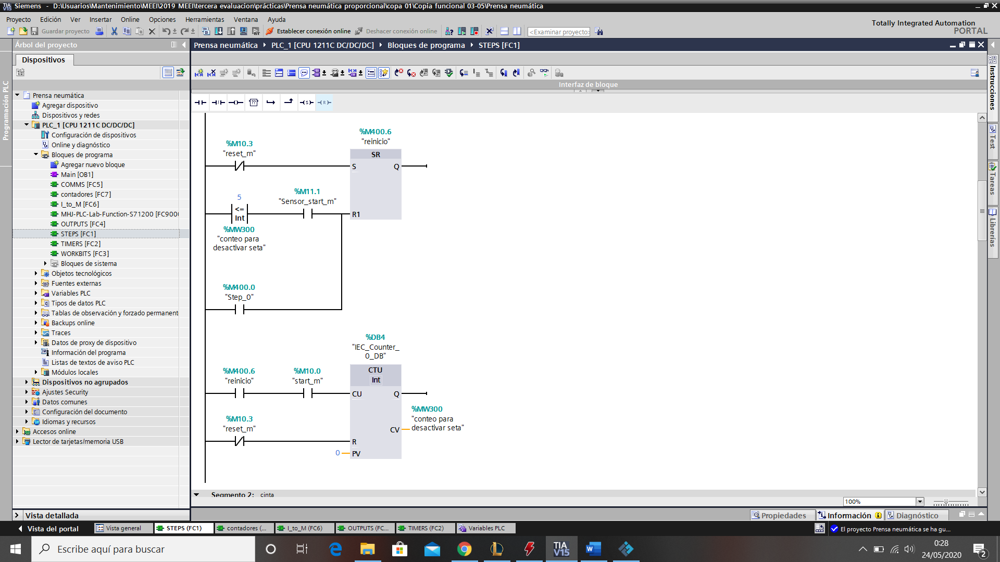 Siemens - D:\Usuarios\Mantenimiento\MEEI\2019 MEEI\tercera evaluacion\prácticas\Prensa neumática proporcional\copa 01\Copia funcional 03-05\Prensa neumática
Proyecto Edición Ver Insertar Online Opciones Herramientas Ventana Ayuda
Totally Integrated Automation
PORTAL
Guardar proyecto
Establecer conexión online
Deshacer conexión online
<Examinar proyecto>
Árbol del proyecto
Prensa neumática
PLC_1 [CPU 1211C DC/DC/DC]
Bloques de programa
STEPS [FC1]
Dispositivos
Programación PLC
Prensa neumática
Agregar dispositivo
Dispositivos y redes
PLC_1 [CPU 1211C DC/DC/DC]
Configuración de dispositivos
Online y diagnóstico
Bloques de programa
Agregar nuevo bloque
Main [OB1]
COMMS [FC5]
contadores [FC7]
I_to_M [FC6]
MHJ-PLC-Lab-Function-S71200 [FC900
OUTPUTS [FC4]
STEPS [FC1]
TIMERS [FC2]
WORKBITS [FC3]
Bloques de sistema
Objetos tecnológicos
Fuentes externas
Variables PLC
Tipos de datos PLC
Tablas de observación y forzado permanent
Backups online
Traces
Datos de proxy de dispositivo
Información del programa
Listas de textos de aviso PLC
Módulos locales
Dispositivos no agrupados
Ajustes Security
Datos comunes
Configuración del documento
Idiomas y recursos
Accesos online
Lector de tarjetas/memoria USB
Vista detallada
Interfaz de bloque
%M10.3
"reset_m"
%M400.6
"reinicio"
SR
S Q
5
<=
Int
%MW300
"conteo para
desactivar seta"
%M11.1
"Sensor_start_m"
R1
%M400.0
"Step_0"
%DB4
"IEC_Counter_
0_DB"
CTU
Int
%M400.6
"reinicio"
%M10.0
"start_m"
CU Q
%MW300
"conteo para
desactivar seta"
CV
%M10.3
"reset_m"
R
0 PV
Segmento 2: cinta
100%
Instrucciones
Test
Tareas
Librerías
Propiedades
Información
Diagnóstico
Vista del portal
Vista general
STEPS (FC1)
contadores (...
I_to_M (FC6)
OUTPUTS (FC...
TIMERS (FC2)
Variables PLC
El proyecto Prensa neumática se ha gu...
Escribe aquí para buscar
TIA
V15
0:28
24/05/2020
2